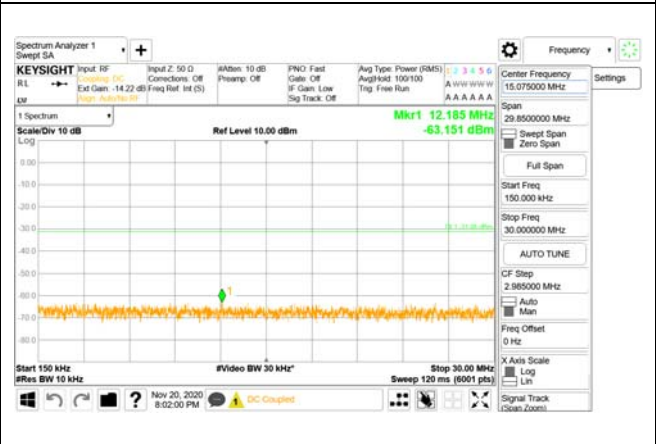 Spectrum Analyzer 1
Swept SA
Frequency
KEYSIGHT
RL
Input: RF
Coupling: DC
Ext Gain: -14.22 dB
Align: Auto/No RF
Input Z: 50 Ω
Corrections: Off
Freq Ref: Int (S)
#Atten: 10 dB
Preamp: Off
PNO: Fast
Gate: Off
IF Gain: Low
Sig Track: Off
Avg Type: Power (RMS)
Avg|Hold: 100/100
Trig: Free Run
1 2 3 4 5 6
A W W W W W
A A A A A A
1 Spectrum
Scale/Div 10 dB
Log
Ref Level 10.00 dBm
Mkr1 12.185 MHz
-63.151 dBm
0.00
-10.0
-20.0
-30.0
-40.0
-50.0
-60.0
-70.0
-80.0
1
Start 150 kHz
#Res BW 10 kHz
#Video BW 30 kHz*
Stop 30.00 MHz
Sweep 120 ms (6001 pts)
Nov 20, 2020
8:02:00 PM
DC Coupled
Center Frequency
15.075000 MHz
Settings
Span
29.8500000 MHz
Swept Span
Zero Span
Full Span
Start Freq
150.000 kHz
Stop Freq
30.000000 MHz
AUTO TUNE
CF Step
2.985000 MHz
Auto
Man
Freq Offset
0 Hz
X Axis Scale
Log
Lin
Signal Track
(Span Zoom)